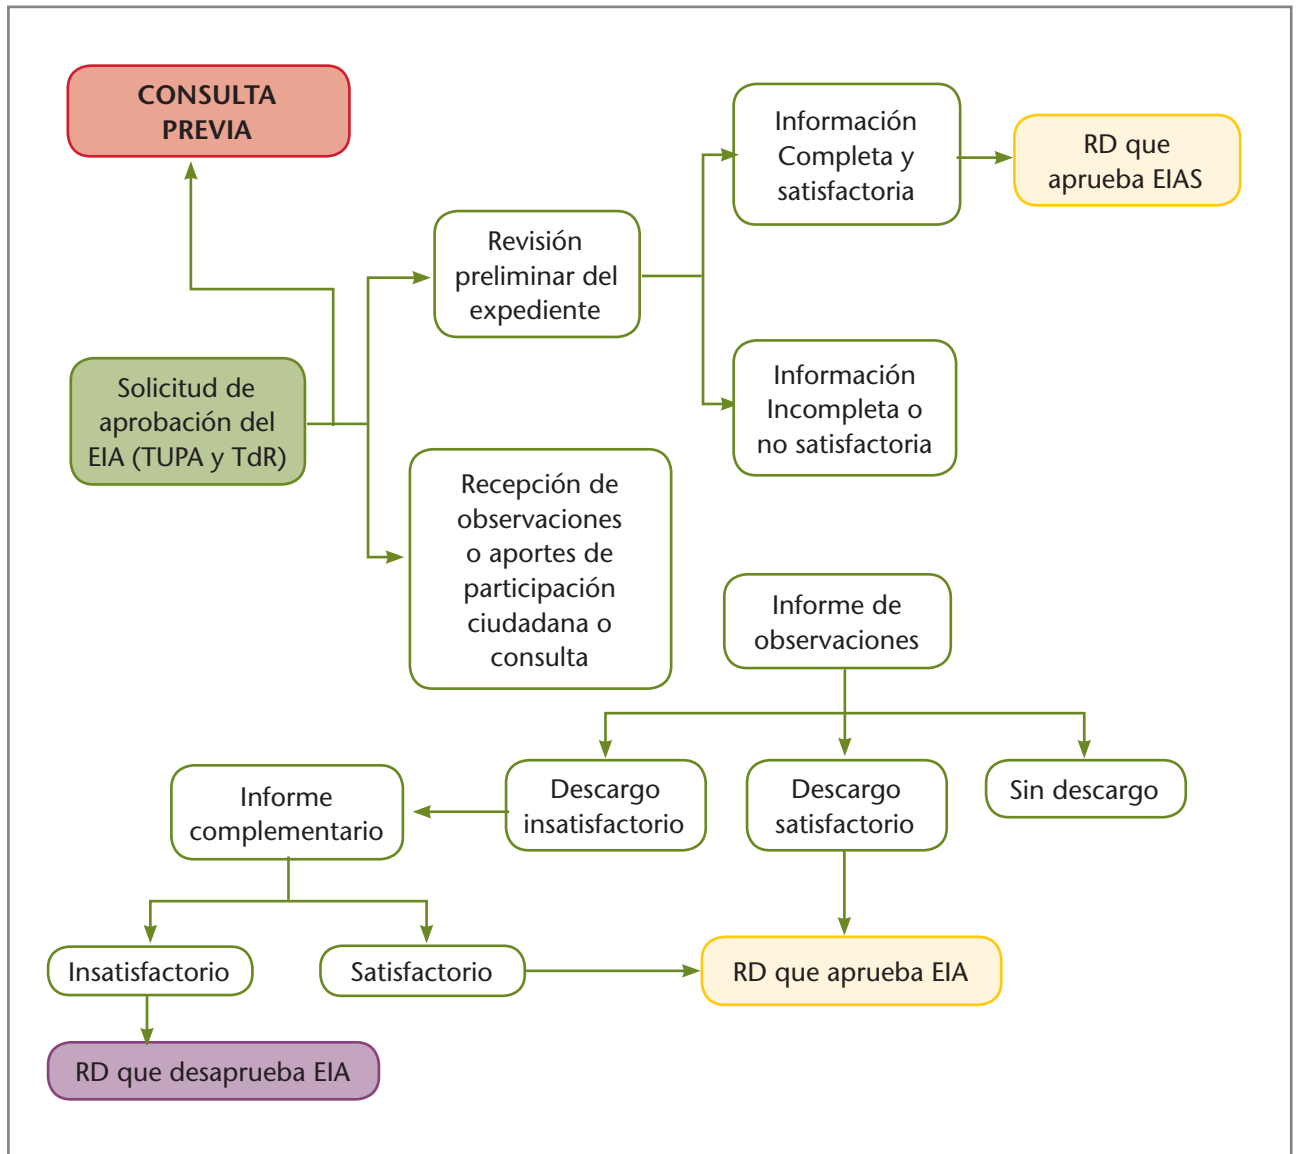 CONSULTA
PREVIA
Información
Completa y
satisfactoria
RD que
aprueba EIAS
Revisión
preliminar del
expediente
Solicitud de
aprobación del
EIA (TUPA y TdR)
Información
Incompleta o
no satisfactoria
Recepción de
observaciones
o aportes de
participación
ciudadana o
consulta
Informe de
observaciones
Informe
complementario
Descargo
insatisfactorio
Descargo
satisfactorio
Sin descargo
Insatisfactorio
Satisfactorio
RD que aprueba EIA
RD que desaprueba EIA